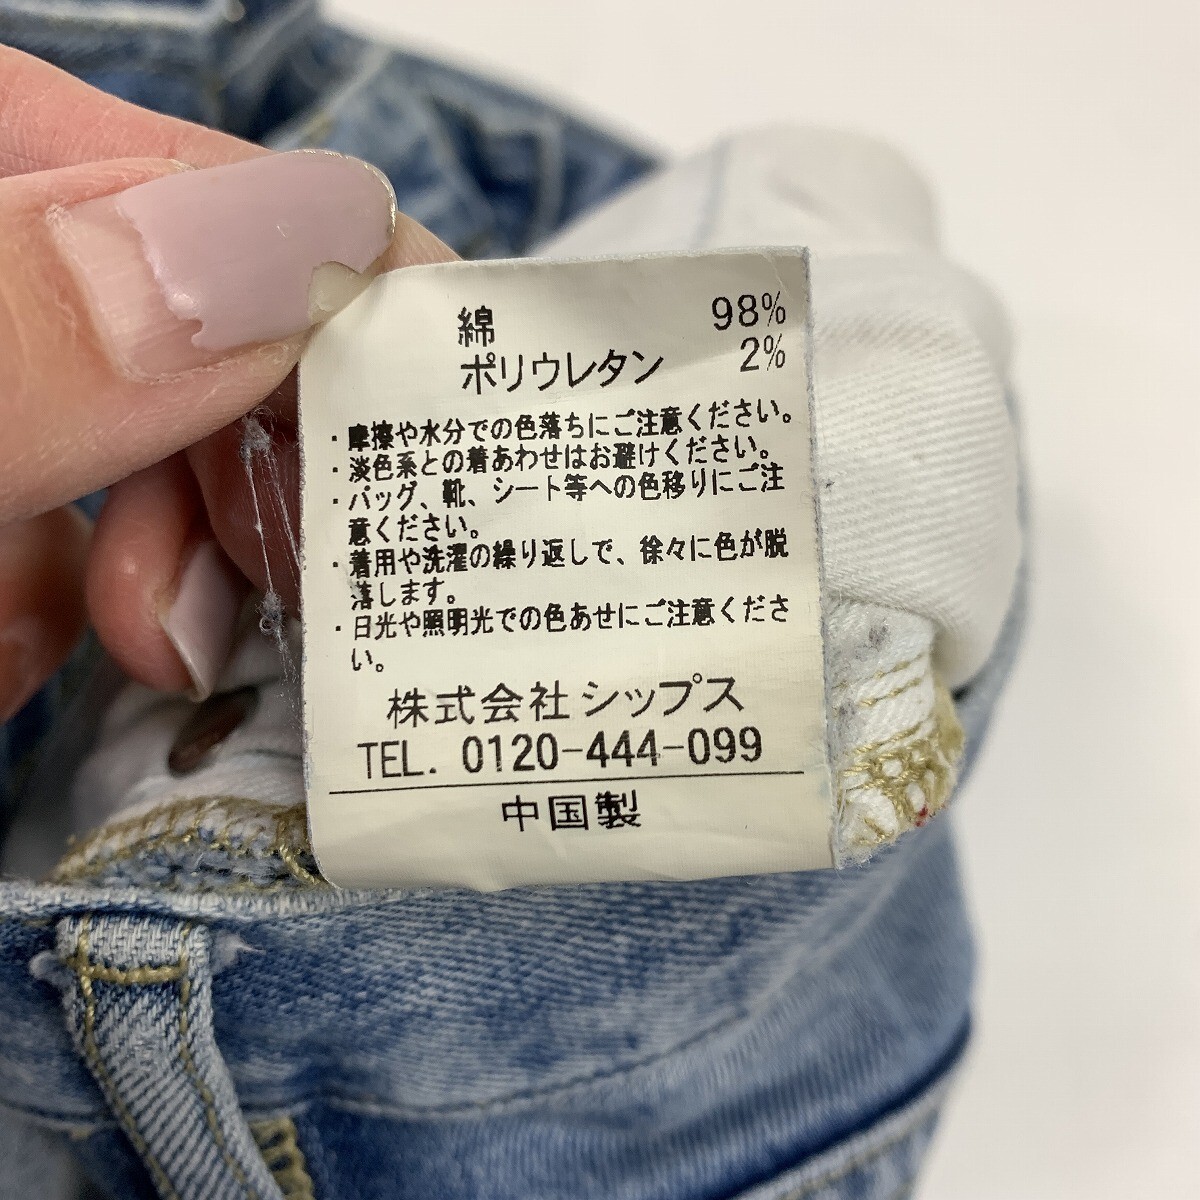 綿 98%
ポリウレタン 2%
・摩擦や水分での色落ちにご注意ください。
・淡色系との着あわせはお避けください。
・バッグ、靴、シート等への色移りにご注
意ください。
・着用や洗濯の繰り返しで、徐々に色が脱
落します。
・日光や照明光での色あせにご注意くださ
い。
株式会社シップス
TEL. 0120-444-099
中国製